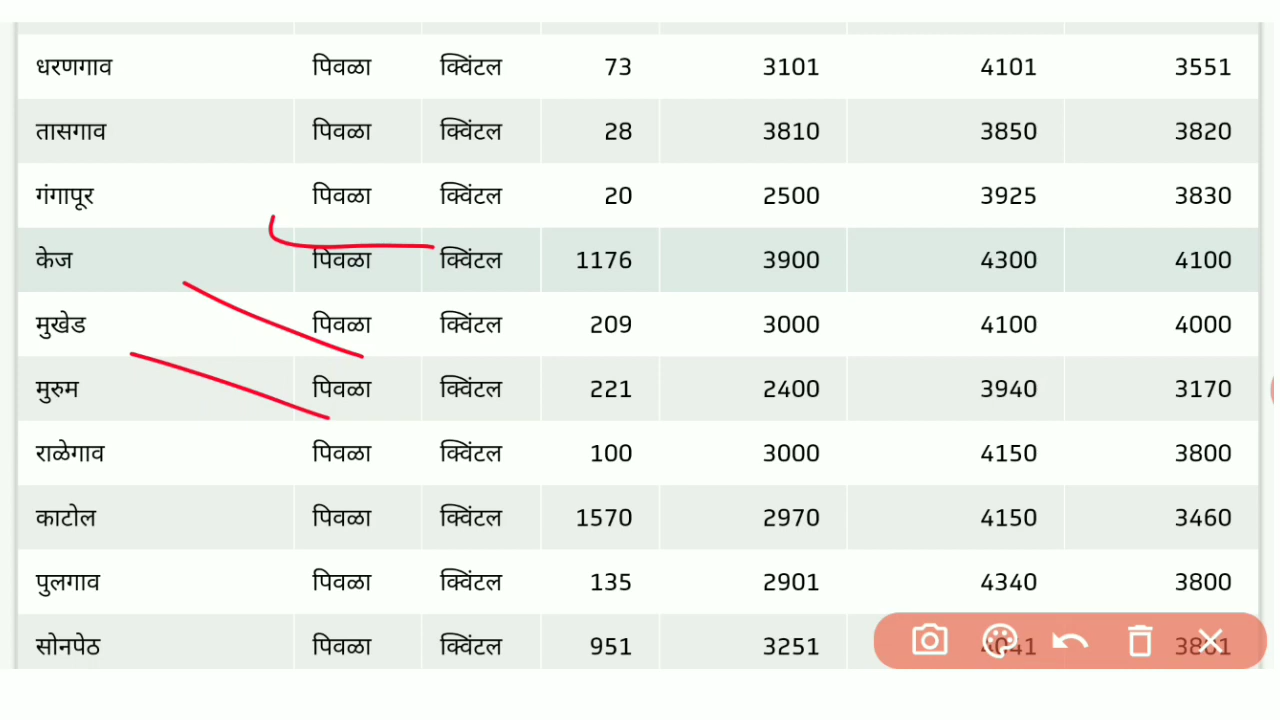 धरणगाव पिवळा क्विंटल 73 3101 4101 3551
तासगाव पिवळा क्विंटल 28 3810 3850 3820
गंगापूर पिवळा क्विंटल 20 2500 3925 3830
केज पिवळा क्विंटल 1176 3900 4300 4100
मुखेड पिवळा क्विंटल 209 3000 4100 4000
मुरुम पिवळा क्विंटल 221 2400 3940 3170
राळेगाव पिवळा क्विंटल 100 3000 4150 3800
काटोल पिवळा क्विंटल 1570 2970 4150 3460
पुलगाव पिवळा क्विंटल 135 2901 4340 3800
सोनपेठ पिवळा क्विंटल 951 3251